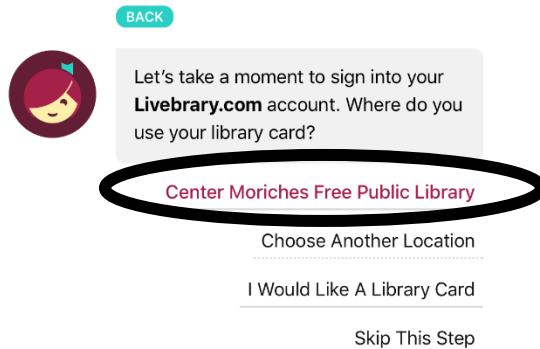 BACK
Let's take a moment to sign into your
Livebrary.com account. Where do you
use your library card?
Center Moriches Free Public Library
Choose Another Location
I Would Like A Library Card
Skip This Step